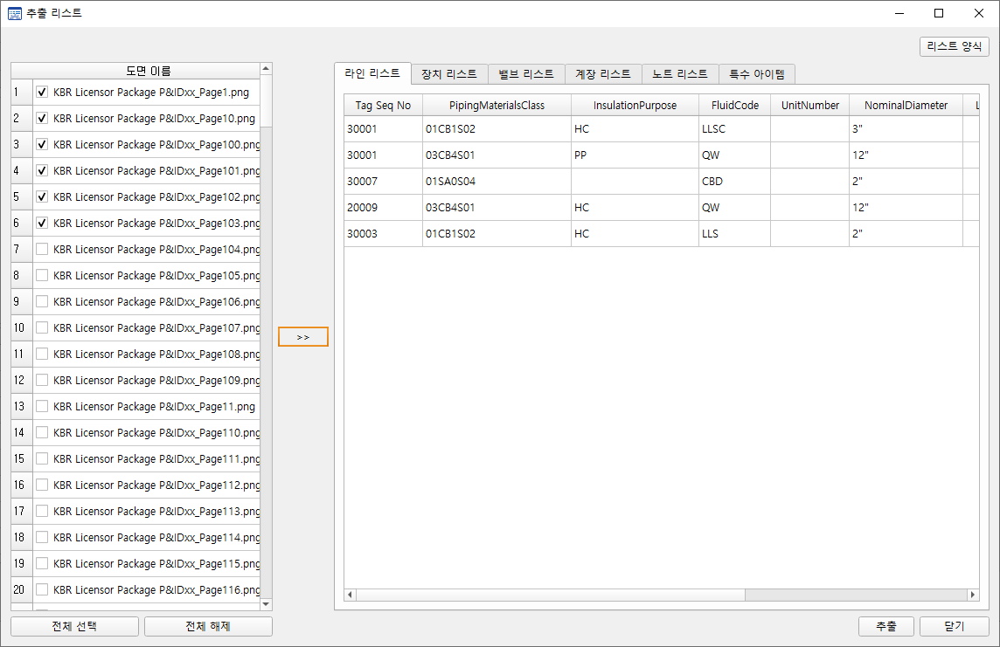 추출 리스트
리스트 양식
도면 이름
1 KBR Licensor Package P&IDxx_Page1.png
2 KBR Licensor Package P&IDxx_Page10.png
3 KBR Licensor Package P&IDxx_Page100.png
4 KBR Licensor Package P&IDxx_Page101.png
5 KBR Licensor Package P&IDxx_Page102.png
6 KBR Licensor Package P&IDxx_Page103.png
7 KBR Licensor Package P&IDxx_Page104.png
8 KBR Licensor Package P&IDxx_Page105.png
9 KBR Licensor Package P&IDxx_Page106.png
10 KBR Licensor Package P&IDxx_Page107.png
11 KBR Licensor Package P&IDxx_Page108.png
12 KBR Licensor Package P&IDxx_Page109.png
13 KBR Licensor Package P&IDxx_Page11.png
14 KBR Licensor Package P&IDxx_Page110.png
15 KBR Licensor Package P&IDxx_Page111.png
16 KBR Licensor Package P&IDxx_Page112.png
17 KBR Licensor Package P&IDxx_Page113.png
18 KBR Licensor Package P&IDxx_Page114.png
19 KBR Licensor Package P&IDxx_Page115.png
20 KBR Licensor Package P&IDxx_Page116.png
전체 선택 전체 해제
>>
라인 리스트 장치 리스트 밸브 리스트 계장 리스트 노트 리스트 특수 아이템
Tag Seq No PipingMaterialsClass InsulationPurpose FluidCode UnitNumber NominalDiameter
30001 01CB1S02 HC LLSC 3"
30001 03CB4S01 PP QW 12"
30007 01SA0S04 CBD 2"
20009 03CB4S01 HC QW 12"
30003 01CB1S02 HC LLS 2"
추출 닫기